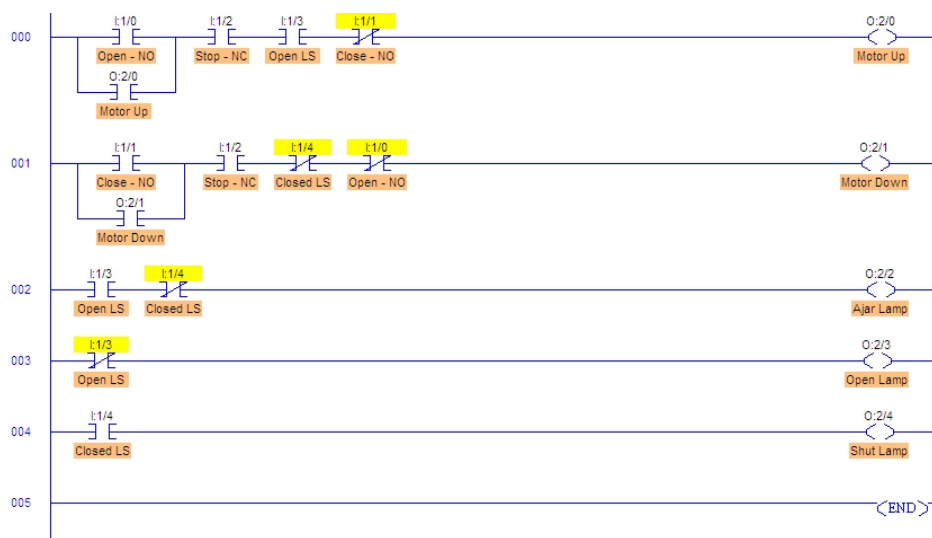 I:1/0 I:1/2 I:1/3 I:1/1 O:2/0
000
Open - NO Stop - NC Open LS Close - NO Motor Up
O:2/0
Motor Up
I:1/1 I:1/2 I:1/4 I:1/0 O:2/1
001
Close - NO Stop - NC Closed LS Open - NO Motor Down
O:2/1
Motor Down
I:1/3 I:1/4 O:2/2
002
Open LS Closed LS Ajar Lamp
I:1/3 O:2/3
003
Open LS Open Lamp
I:1/4 O:2/4
004
Closed LS Shut Lamp
005 END